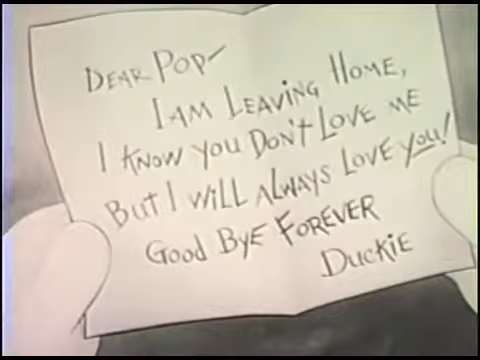 DEAR POP
I AM LEAVING HOME,
I KNOW YOU DON'T LOVE ME
BUT I WILL ALWAYS LOVE YOU!
GOOD BYE FOREVER
DUCKIE